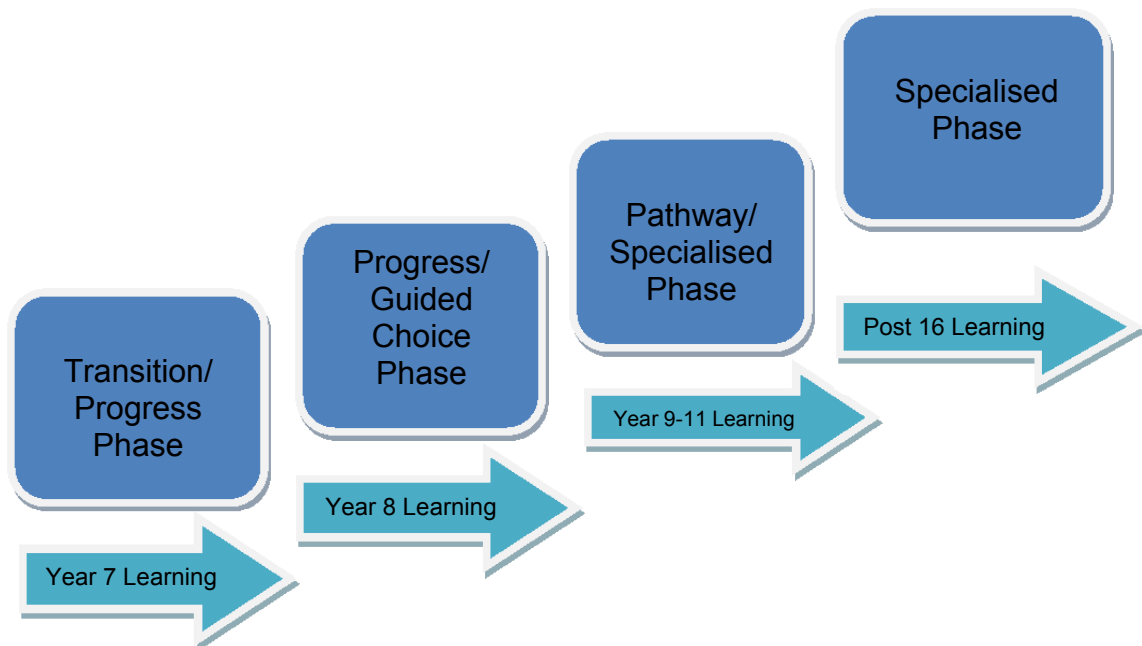 Transition/
Progress
Phase
Year 7 Learning
Progress/
Guided
Choice
Phase
Year 8 Learning
Pathway/
Specialised
Phase
Year 9-11 Learning
Specialised
Phase
Post 16 Learning